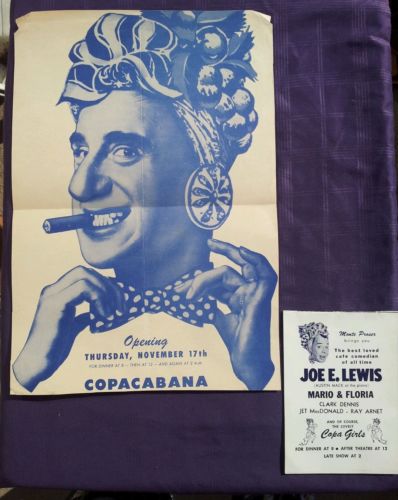 Opening
THURSDAY, NOVEMBER 17th
FOR DINNER AT 8 — THEN AT 12 — AND AGAIN AT 2 A.M.
COPACABANA
Monte Proser
brings you
The best loved
cafe comedian
of all time
JOE E. LEWIS
(AUSTIN MACK at the piano)
MARIO & FLORIA
CLARK DENNIS
JET MacDONALD - RAY ARNET
AND OF COURSE,
THE LOVELY
Copa Girls
FOR DINNER AT 8 • AFTER THEATRE AT 12
LATE SHOW AT 2